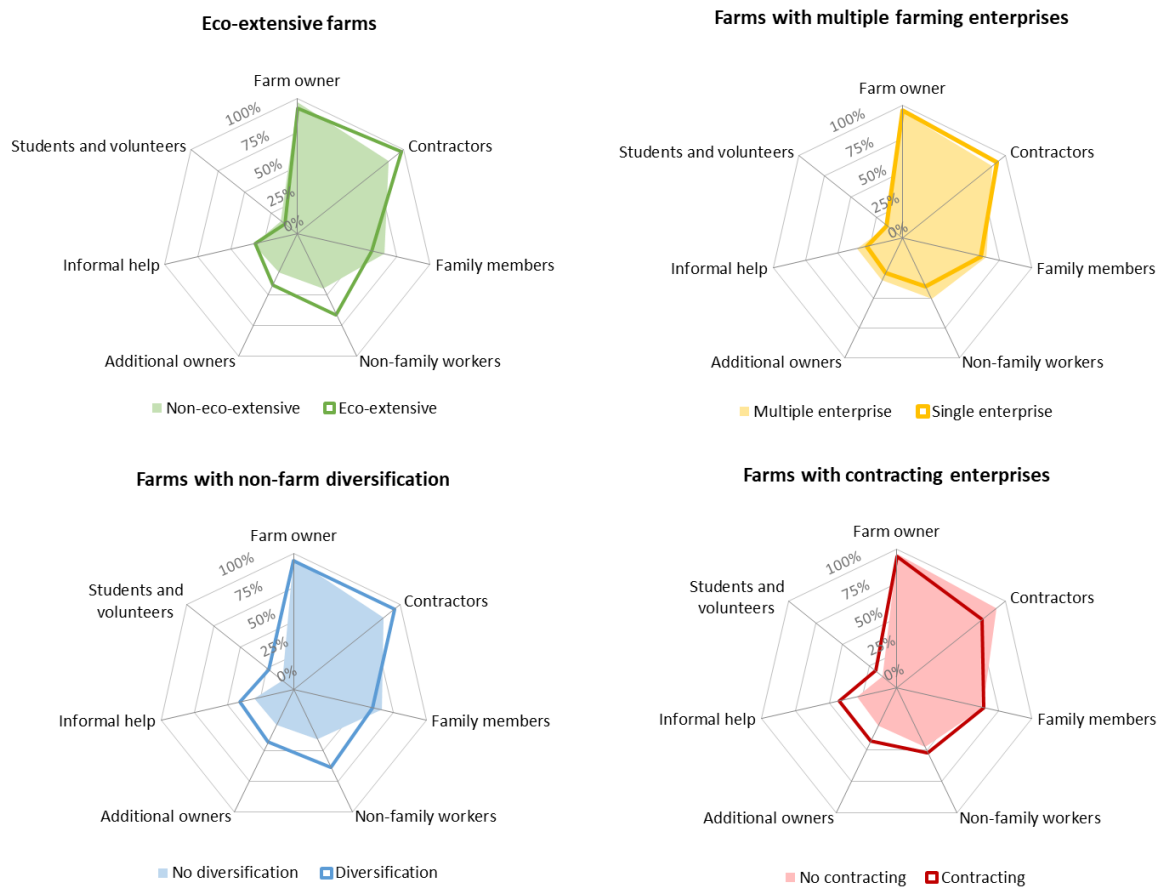 Eco-extensive farms
Farm owner
100%
75%
50%
25%
0%
Contractors
Family members
Non-family workers
Additional owners
Informal help
Students and volunteers
Non-eco-extensive
Eco-extensive
Farms with multiple farming enterprises
Farm owner
100%
75%
50%
25%
0%
Contractors
Family members
Non-family workers
Additional owners
Informal help
Students and volunteers
Multiple enterprise
Single enterprise
Farms with non-farm diversification
Farm owner
100%
75%
50%
25%
0%
Contractors
Family members
Non-family workers
Additional owners
Informal help
Students and
volunteers
No diversification
Diversification
Farms with contracting enterprises
Farm owner
100%
75%
50%
25%
0%
Contractors
Family members
Non-family workers
Additional owners
Informal help
Students and
volunteers
No contracting
Contracting